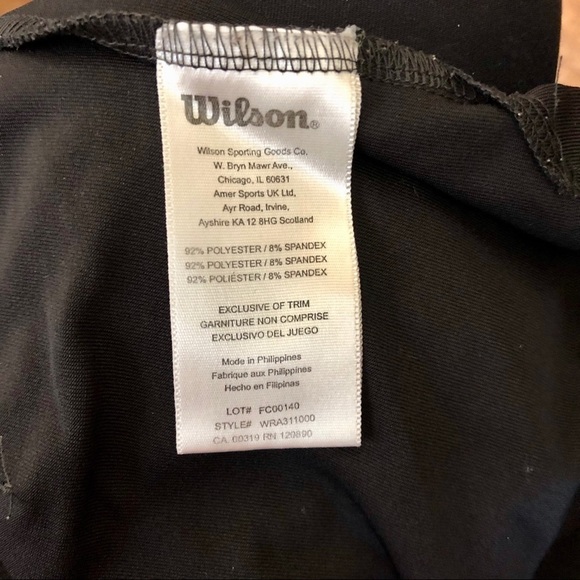 Wilson®
Wilson Sporting Goods Co.
W. Bryn Mawr Ave.,
Chicago, IL 60631
Amer Sports UK Ltd,
Ayr Road, Irvine,
Ayshire KA 12 8HG Scotland
92% POLYESTER / 8% SPANDEX
92% POLYESTER / 8% SPANDEX
92% POLIÉSTER / 8% SPANDEX
EXCLUSIVE OF TRIM
GARNITURE NON COMPRISE
EXCLUSIVO DEL JUEGO
Made in Philippines
Fabrique aux Philippines
Hecho en Filipinas
LOT# FC00140
STYLE# WRA311000
CA. 00319 RN 120890